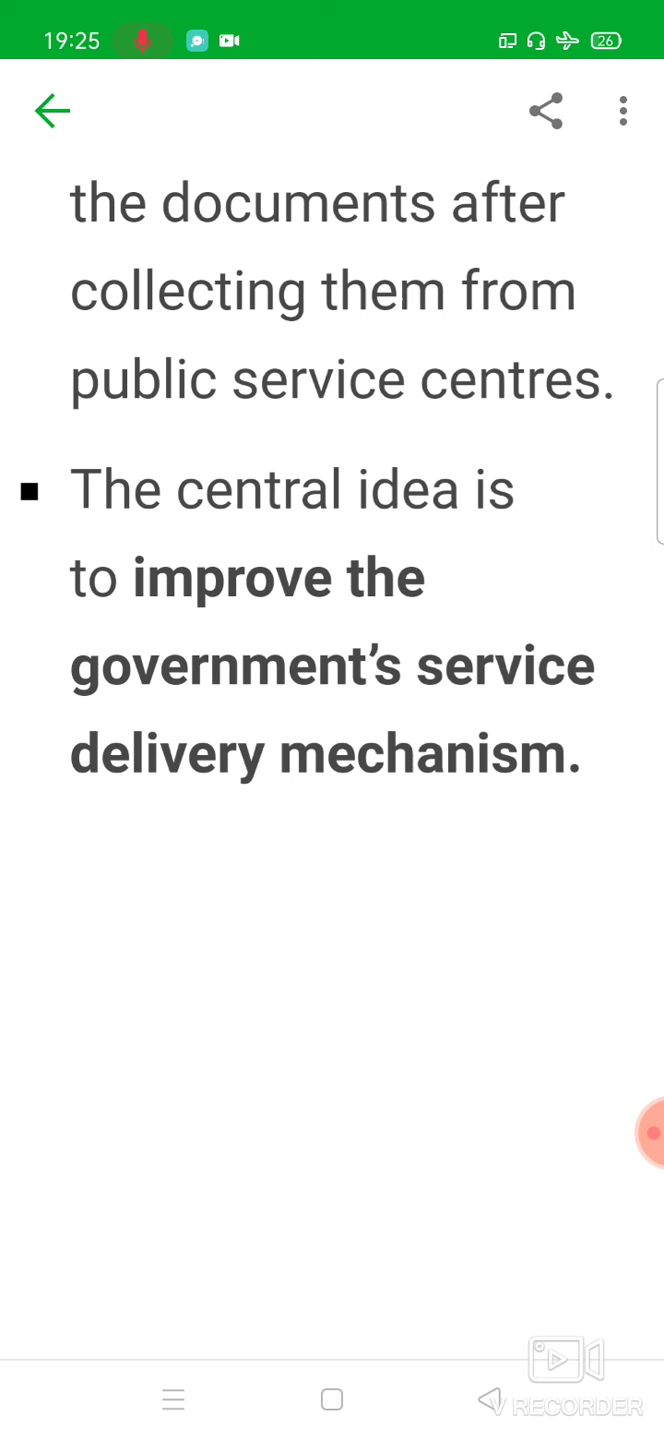 19:25
26
the documents after
collecting them from
public service centres.
▪ The central idea is
to improve the
government’s service
delivery mechanism.
V RECORDER